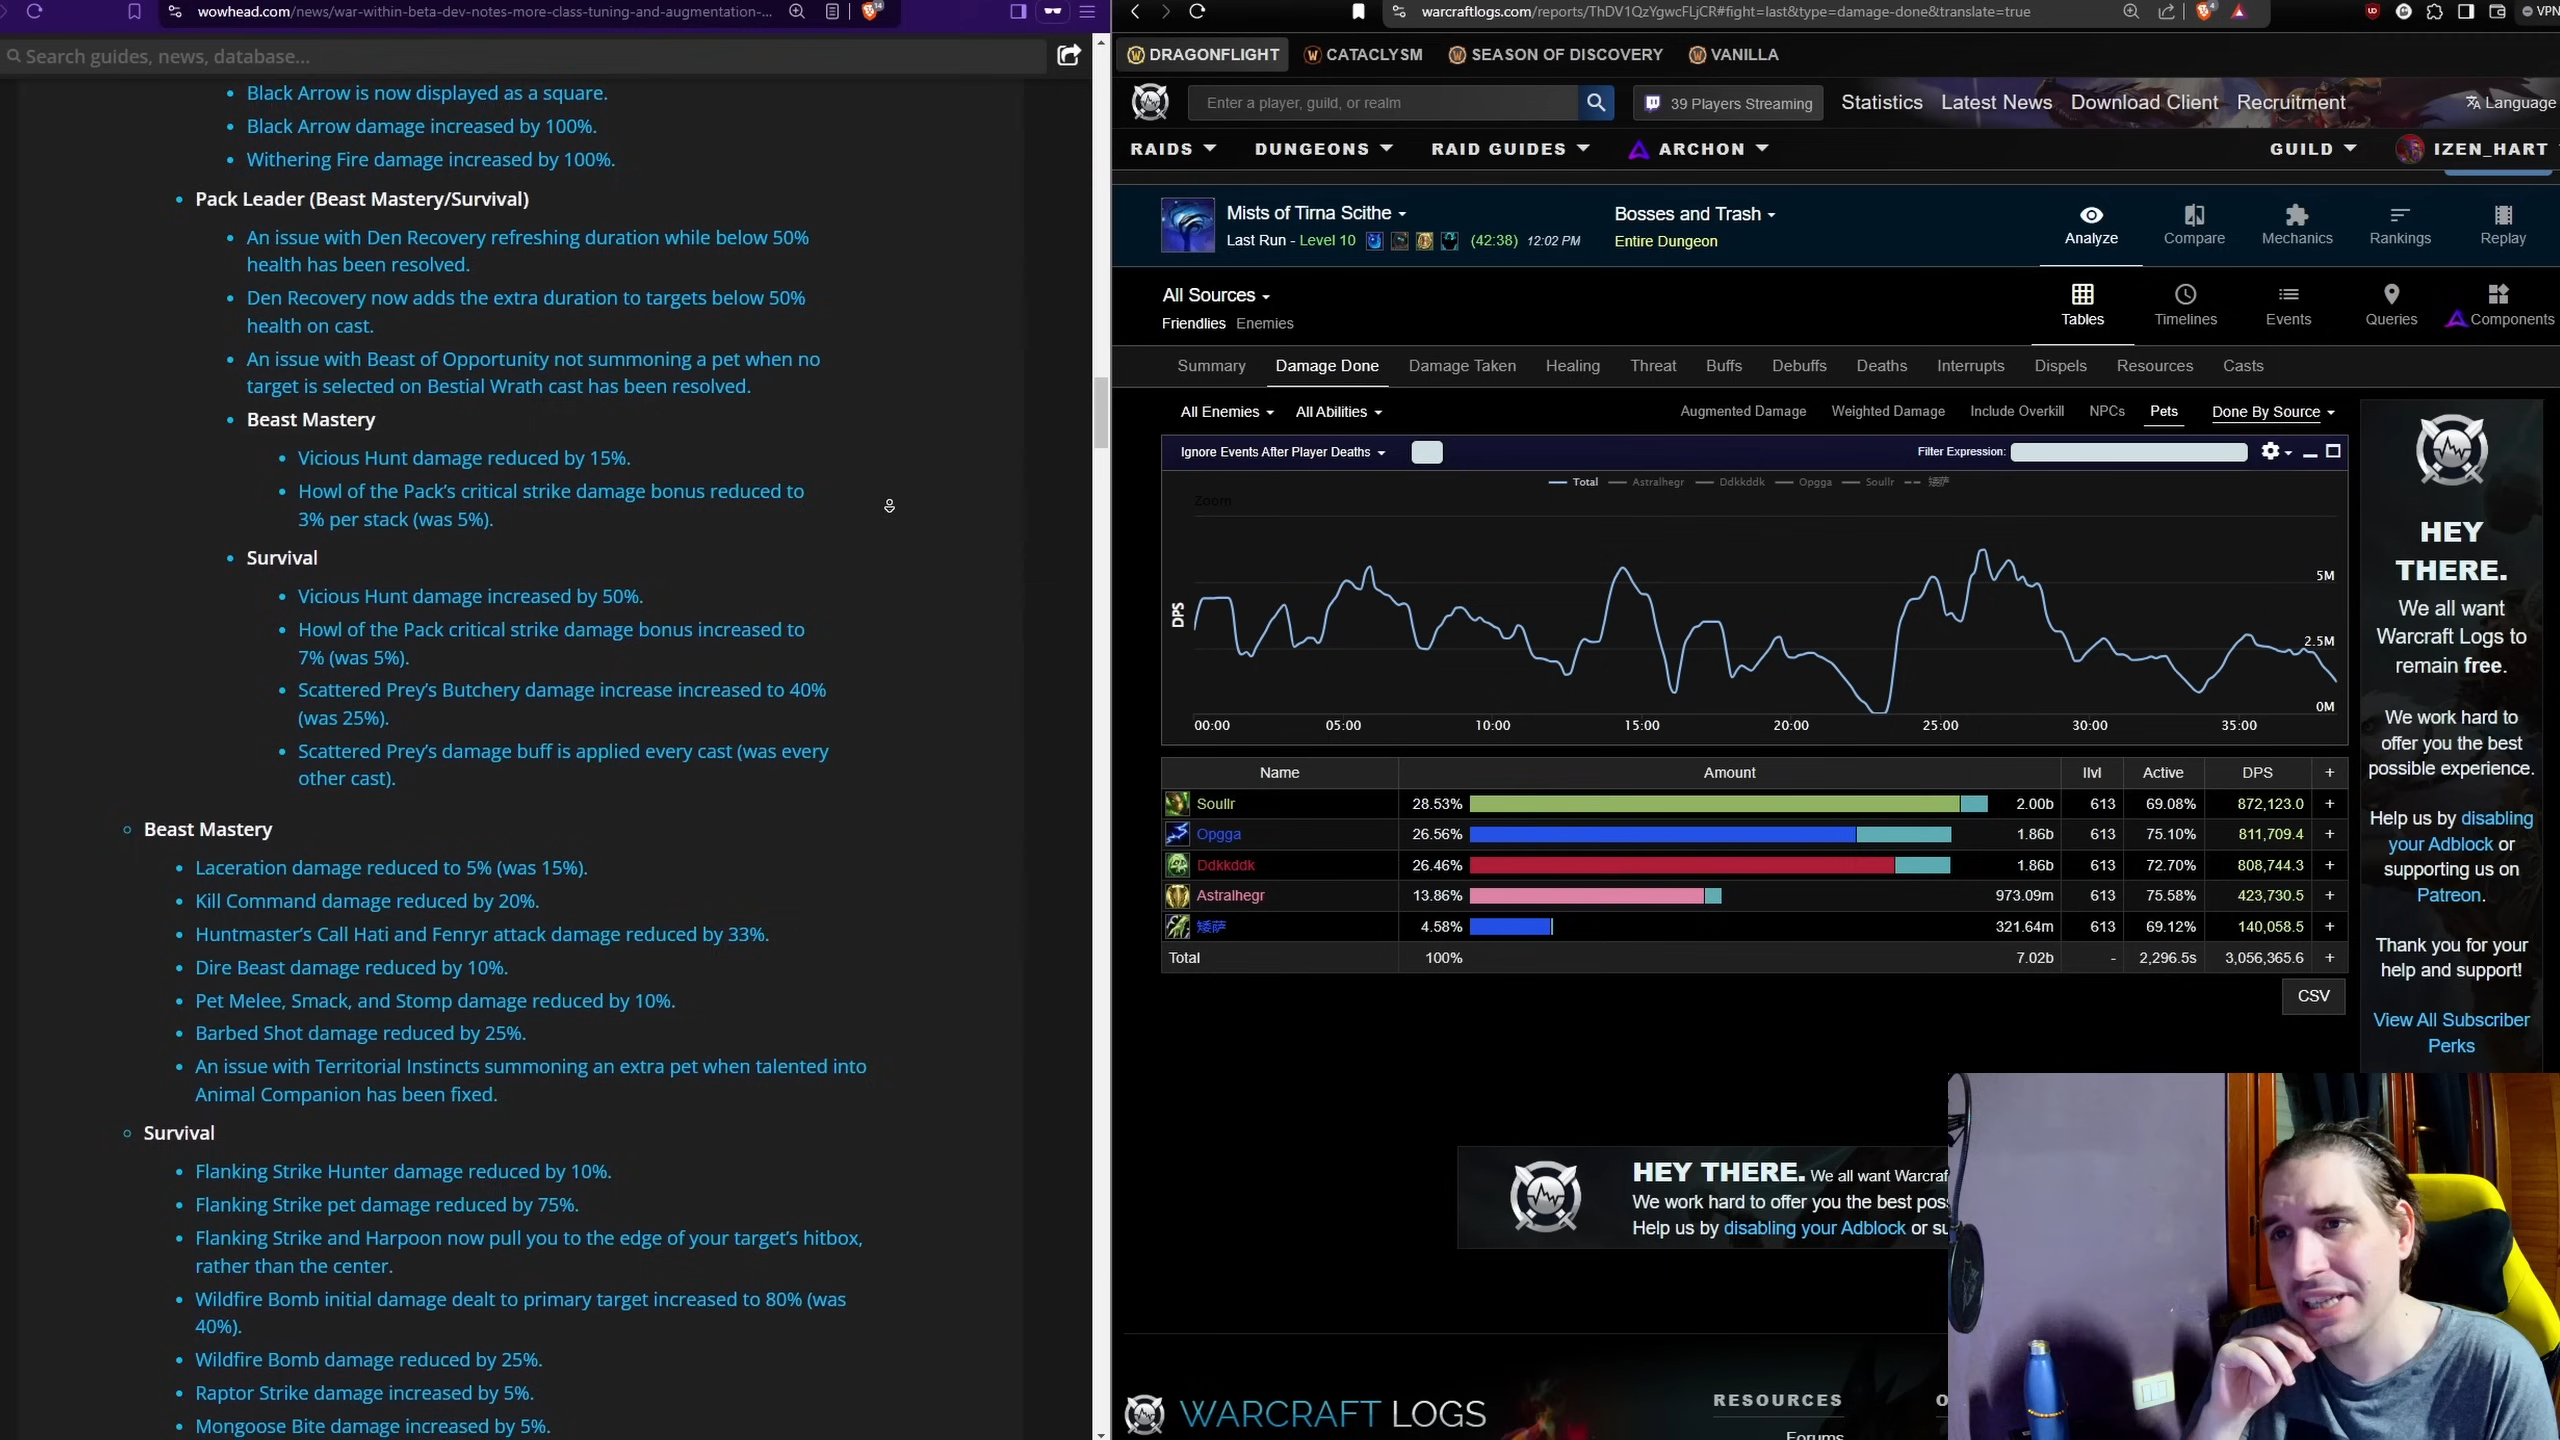 wowhead.com/news/war-within-beta-dev-notes-more-class-tuning-and-augmentation-...
14
Search guides, news, database...
Black Arrow is now displayed as a square.
Black Arrow damage increased by 100%.
Withering Fire damage increased by 100%.
Pack Leader (Beast Mastery/Survival)
An issue with Den Recovery refreshing duration while below 50%
health has been resolved.
Den Recovery now adds the extra duration to targets below 50%
health on cast.
An issue with Beast of Opportunity not summoning a pet when no
target is selected on Bestial Wrath cast has been resolved.
Beast Mastery
Vicious Hunt damage reduced by 15%.
Howl of the Pack’s critical strike damage bonus reduced to
3% per stack (was 5%).
Survival
Vicious Hunt damage increased by 50%.
Howl of the Pack critical strike damage bonus increased to
7% (was 5%).
Scattered Prey’s Butchery damage increase increased to 40%
(was 25%).
Scattered Prey’s damage buff is applied every cast (was every
other cast).
Beast Mastery
Laceration damage reduced to 5% (was 15%).
Kill Command damage reduced by 20%.
Huntmaster’s Call Hati and Fenryr attack damage reduced by 33%.
Dire Beast damage reduced by 10%.
Pet Melee, Smack, and Stomp damage reduced by 10%.
Barbed Shot damage reduced by 25%.
An issue with Territorial Instincts summoning an extra pet when talented into
Animal Companion has been fixed.
Survival
Flanking Strike Hunter damage reduced by 10%.
Flanking Strike pet damage reduced by 75%.
Flanking Strike and Harpoon now pull you to the edge of your target’s hitbox,
rather than the center.
Wildfire Bomb initial damage dealt to primary target increased to 80% (was
40%).
Wildfire Bomb damage reduced by 25%.
Raptor Strike damage increased by 5%.
Mongoose Bite damage increased by 5%.
warcraftlogs.com/reports/ThDV1QzYgwcFLjCR#fight=last&type=damage-done&translate=true
4
VPN
DRAGONFLIGHT CATACLYSM SEASON OF DISCOVERY VANILLA
Enter a player, guild, or realm 39 Players Streaming Statistics Latest News Download Client Recruitment Language
RAIDS DUNGEONS RAID GUIDES ARCHON GUILD IZEN_HART
Mists of Tirna Scithe Bosses and Trash
Last Run - Level 10 (42:38) 12:02 PM Entire Dungeon
Analyze Compare Mechanics Rankings Replay
All Sources
Friendlies Enemies
Tables Timelines Events Queries Components
Summary Damage Done Damage Taken Healing Threat Buffs Debuffs Deaths Interrupts Dispels Resources Casts
All Enemies All Abilities Augmented Damage Weighted Damage Include Overkill NPCs Pets Done By Source
Ignore Events After Player Deaths Filter Expression:
Total Astralhegr Ddkkddk Opgga Soullr 矮萨
Zoom
5M
2.5M
0M
DPS
00:00 05:00 10:00 15:00 20:00 25:00 30:00 35:00
Name Amount Ilvl Active DPS +
Soullr 28.53% 2.00b 613 69.08% 872,123.0 +
Opgga 26.56% 1.86b 613 75.10% 811,709.4 +
Ddkkddk 26.46% 1.86b 613 72.70% 808,744.3 +
Astralhegr 13.86% 973.09m 613 75.58% 423,730.5 +
矮萨 4.58% 321.64m 613 69.12% 140,058.5 +
Total 100% 7.02b - 2,296.5s 3,056,365.6 +
CSV
HEY
THERE.
We all want
Warcraft Logs to
remain free.
We work hard to
offer you the best
possible experience.
Help us by disabling
your Adblock or
supporting us on
Patreon.
Thank you for your
help and support!
View All Subscriber
Perks
HEY THERE. We all want Warcraf
We work hard to offer you the best pos
Help us by disabling your Adblock or su
WARCRAFT LOGS
RESOURCES
Forums